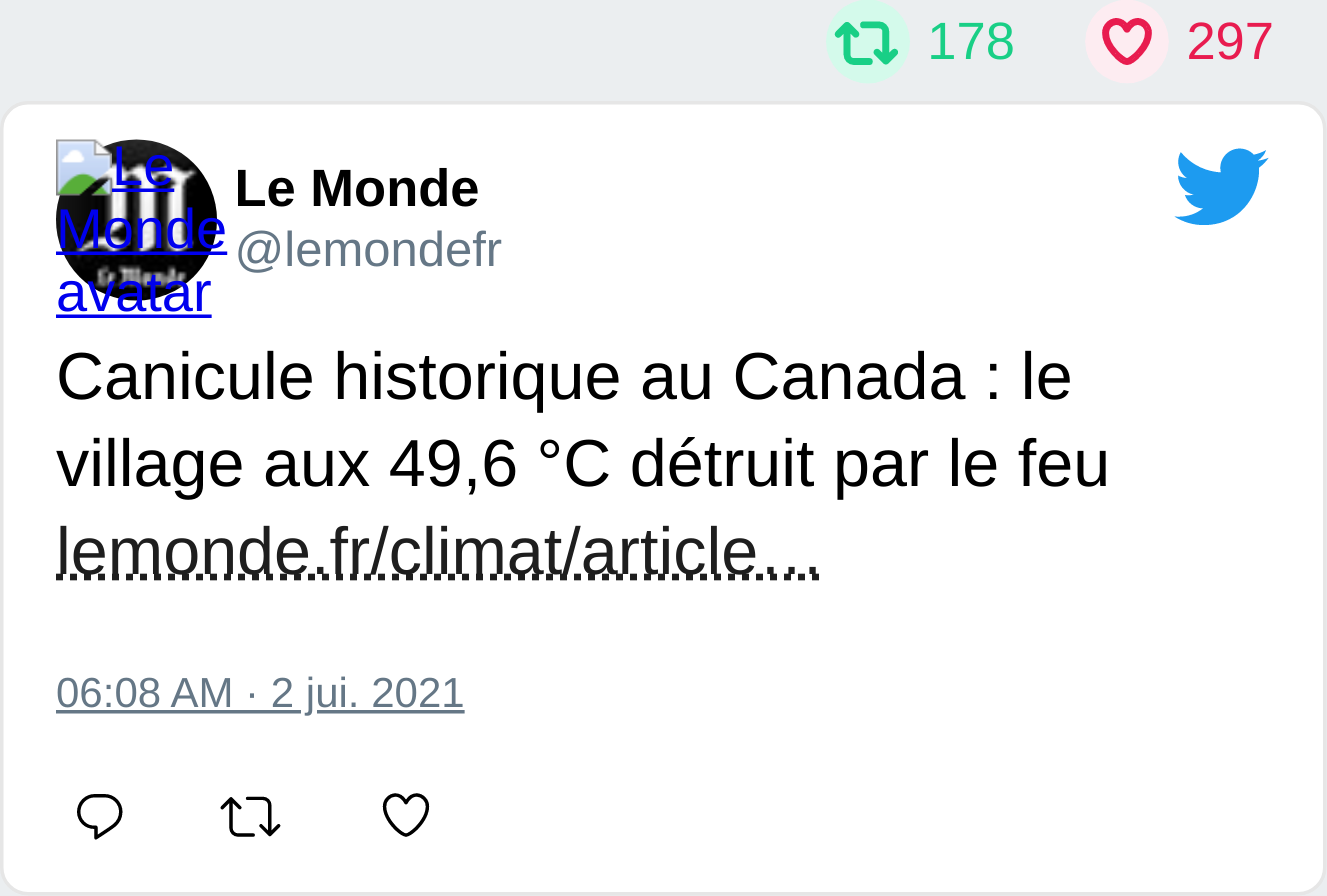 178 297
Le
Monde
avatar
Le Monde
@lemondefr
Canicule historique au Canada : le
village aux 49,6 °C détruit par le feu
lemonde.fr/climat/article…
06:08 AM · 2 jui. 2021